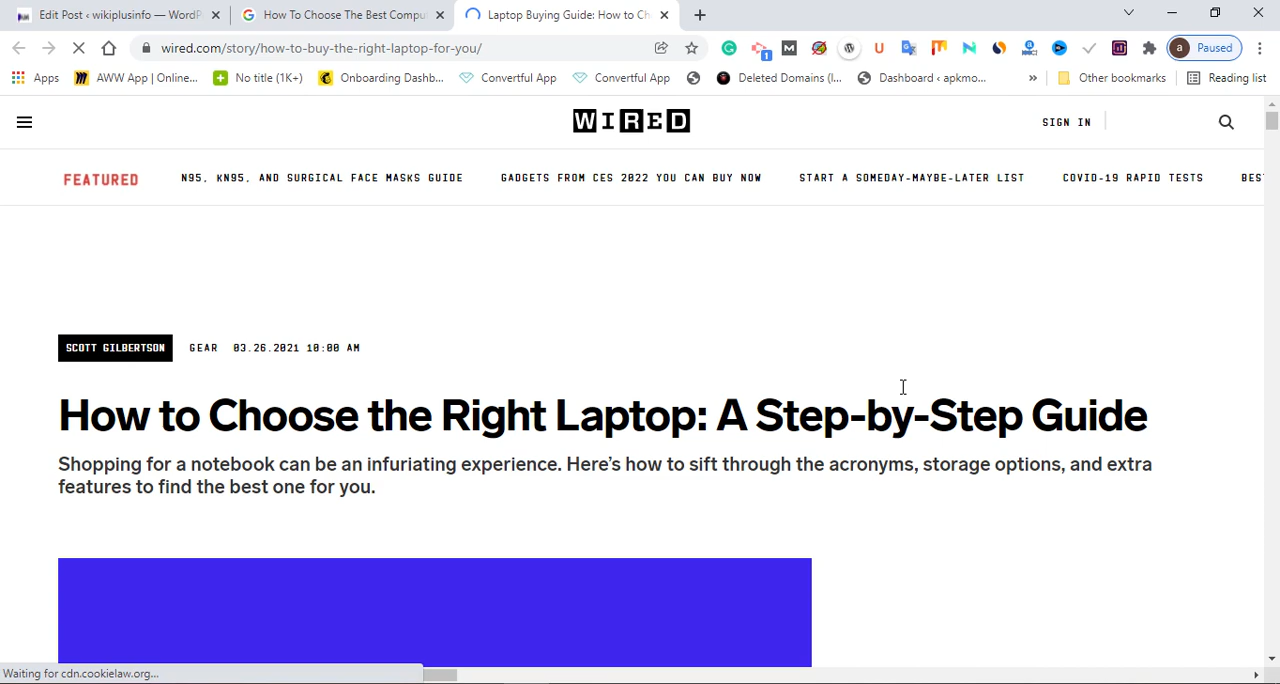 Edit Post ‹ wikiplusinfo — WordP
How To Choose The Best Compu
Laptop Buying Guide: How to Ch
wired.com/story/how-to-buy-the-right-laptop-for-you/
a Paused
Apps
AWW App | Online...
No title (1K+)
Onboarding Dashb...
Convertful App
Convertful App
Deleted Domains (I...
Dashboard ‹ apkmo...
»
Other bookmarks
Reading list
WIRED
SIGN IN
FEATURED
N95, KN95, AND SURGICAL FACE MASKS GUIDE
GADGETS FROM CES 2022 YOU CAN BUY NOW
START A SOMEDAY-MAYBE-LATER LIST
COVID-19 RAPID TESTS
BES
SCOTT GILBERTSON
GEAR
03.26.2021 10:00 AM
How to Choose the Right Laptop: A Step-by-Step Guide
Shopping for a notebook can be an infuriating experience. Here’s how to sift through the acronyms, storage options, and extra
features to find the best one for you.
Waiting for cdn.cookielaw.org...